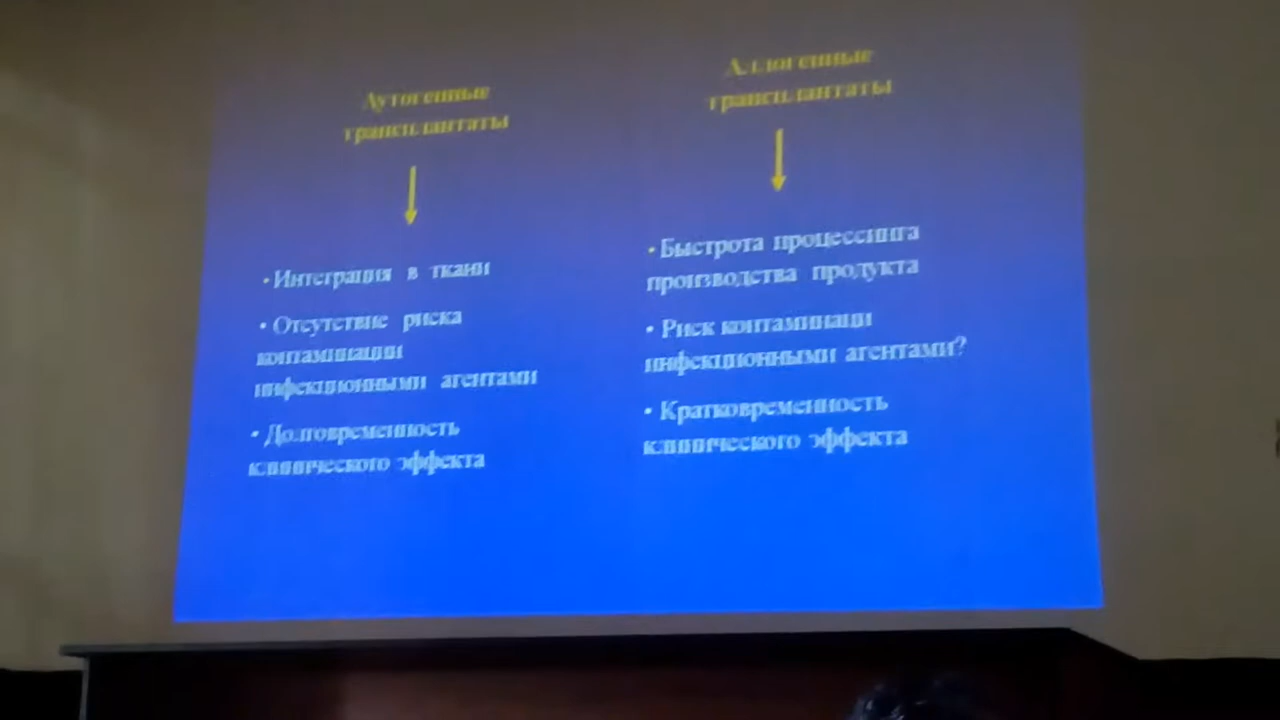 Аутогенные
трансплантаты
• Интеграция в ткани
• Отсутствие риска
контаминации
инфекционными агентами
• Долговременность
клинического эффекта
Аллогенные
трансплантаты
• Быстрота процессинга
производства продукта
• Риск контаминаци
инфекционными агентами?
• Кратковременность
клинического эффекта